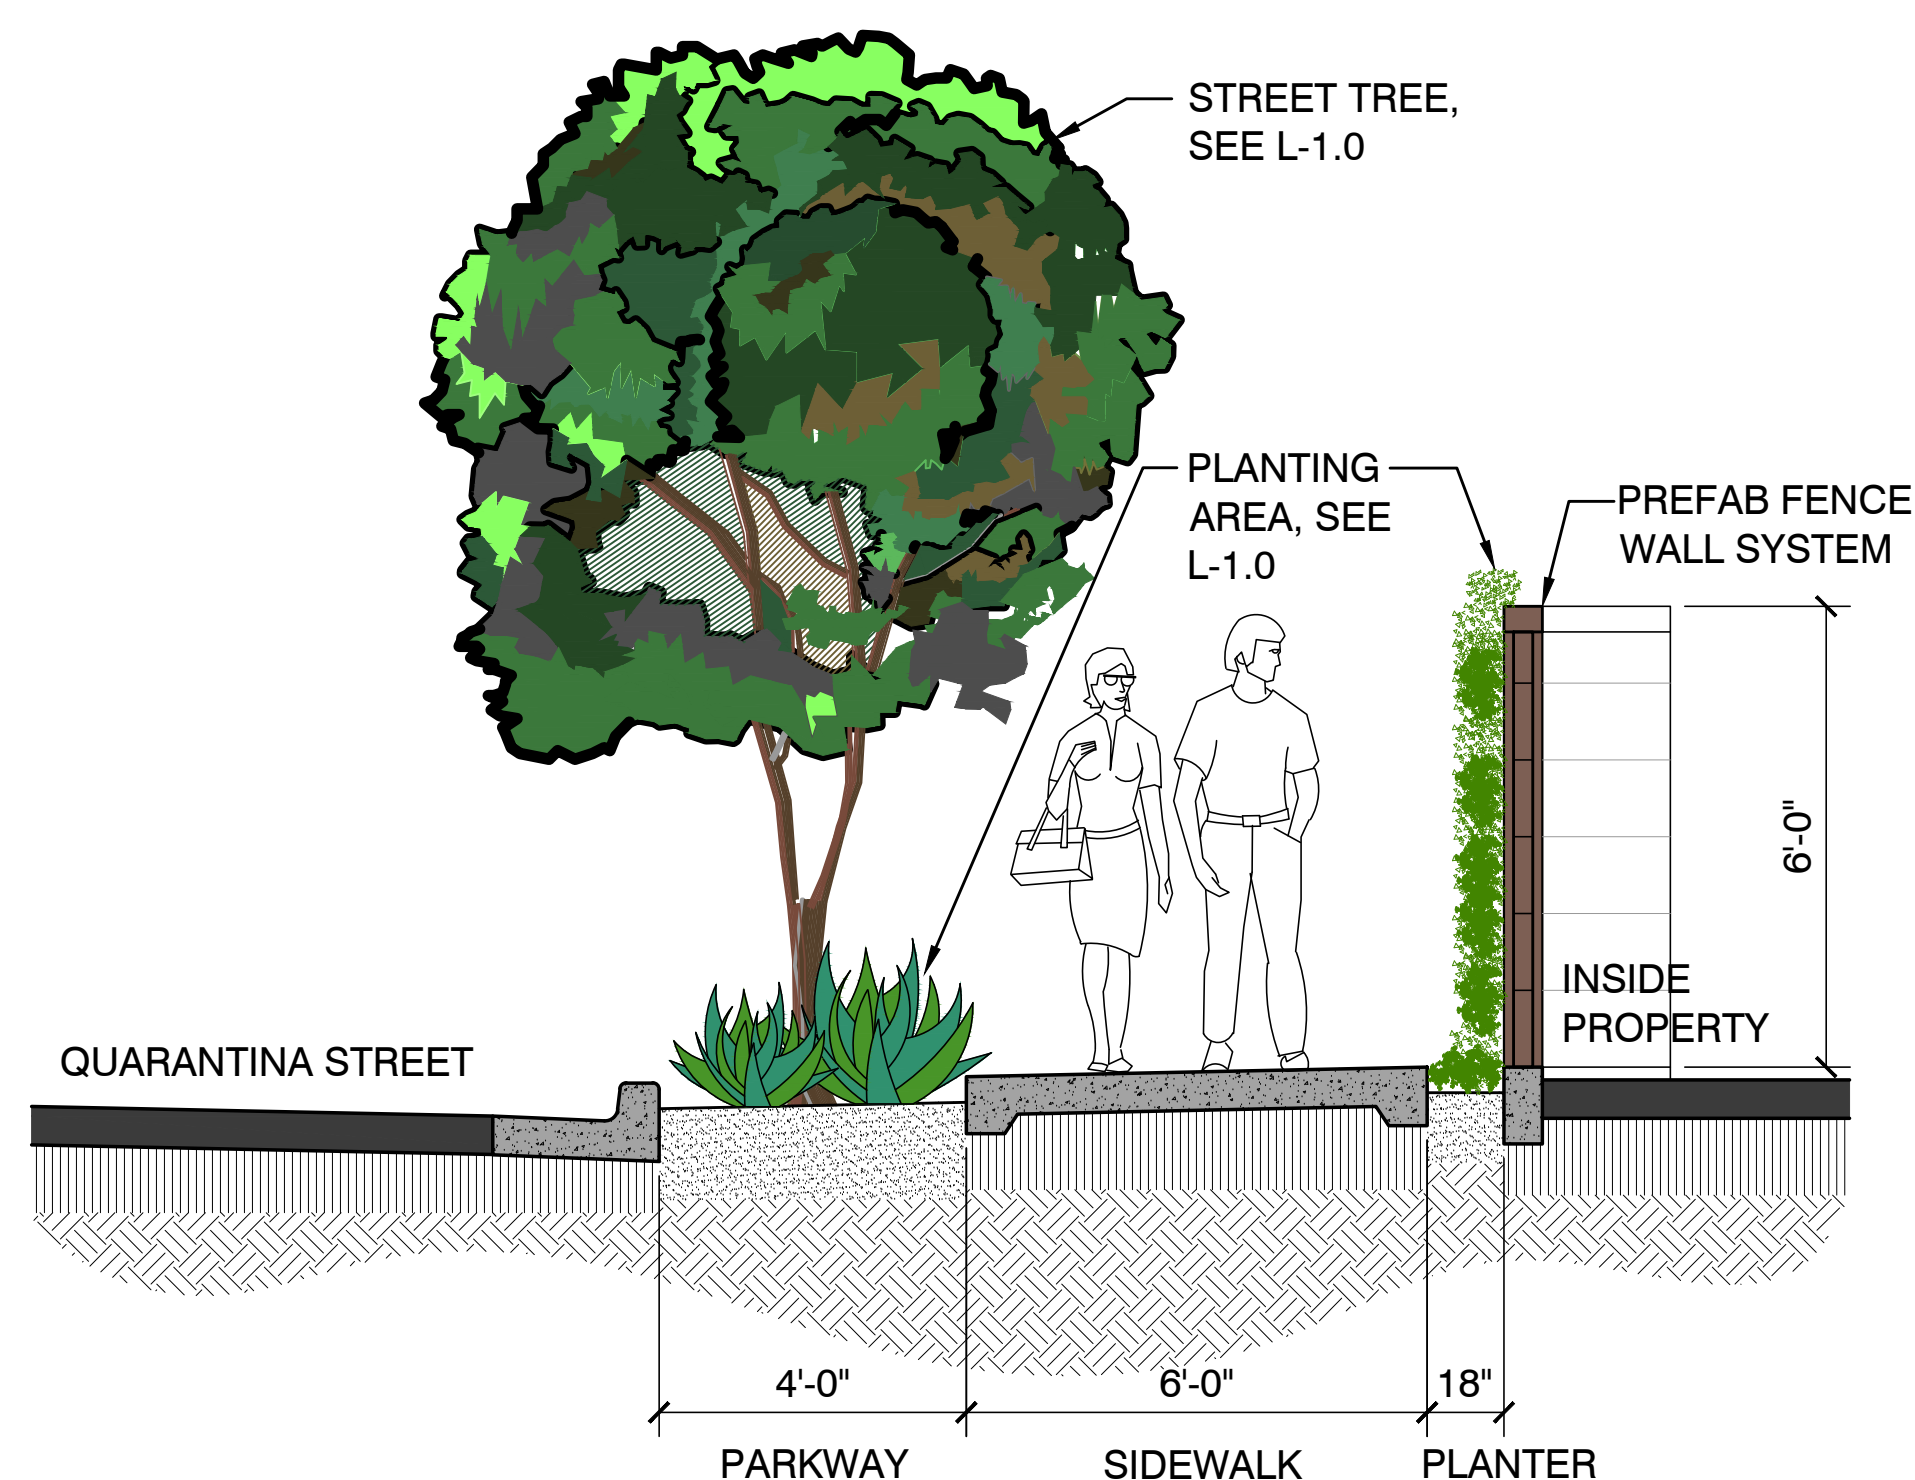 STREET TREE,
SEE L-1.0
PLANTING
AREA, SEE
L-1.0
PREFAB FENCE
WALL SYSTEM
6'-0"
INSIDE
PROPERTY
QUARANTINA STREET
4'-0"
6'-0"
18"
PARKWAY
SIDEWALK
PLANTER